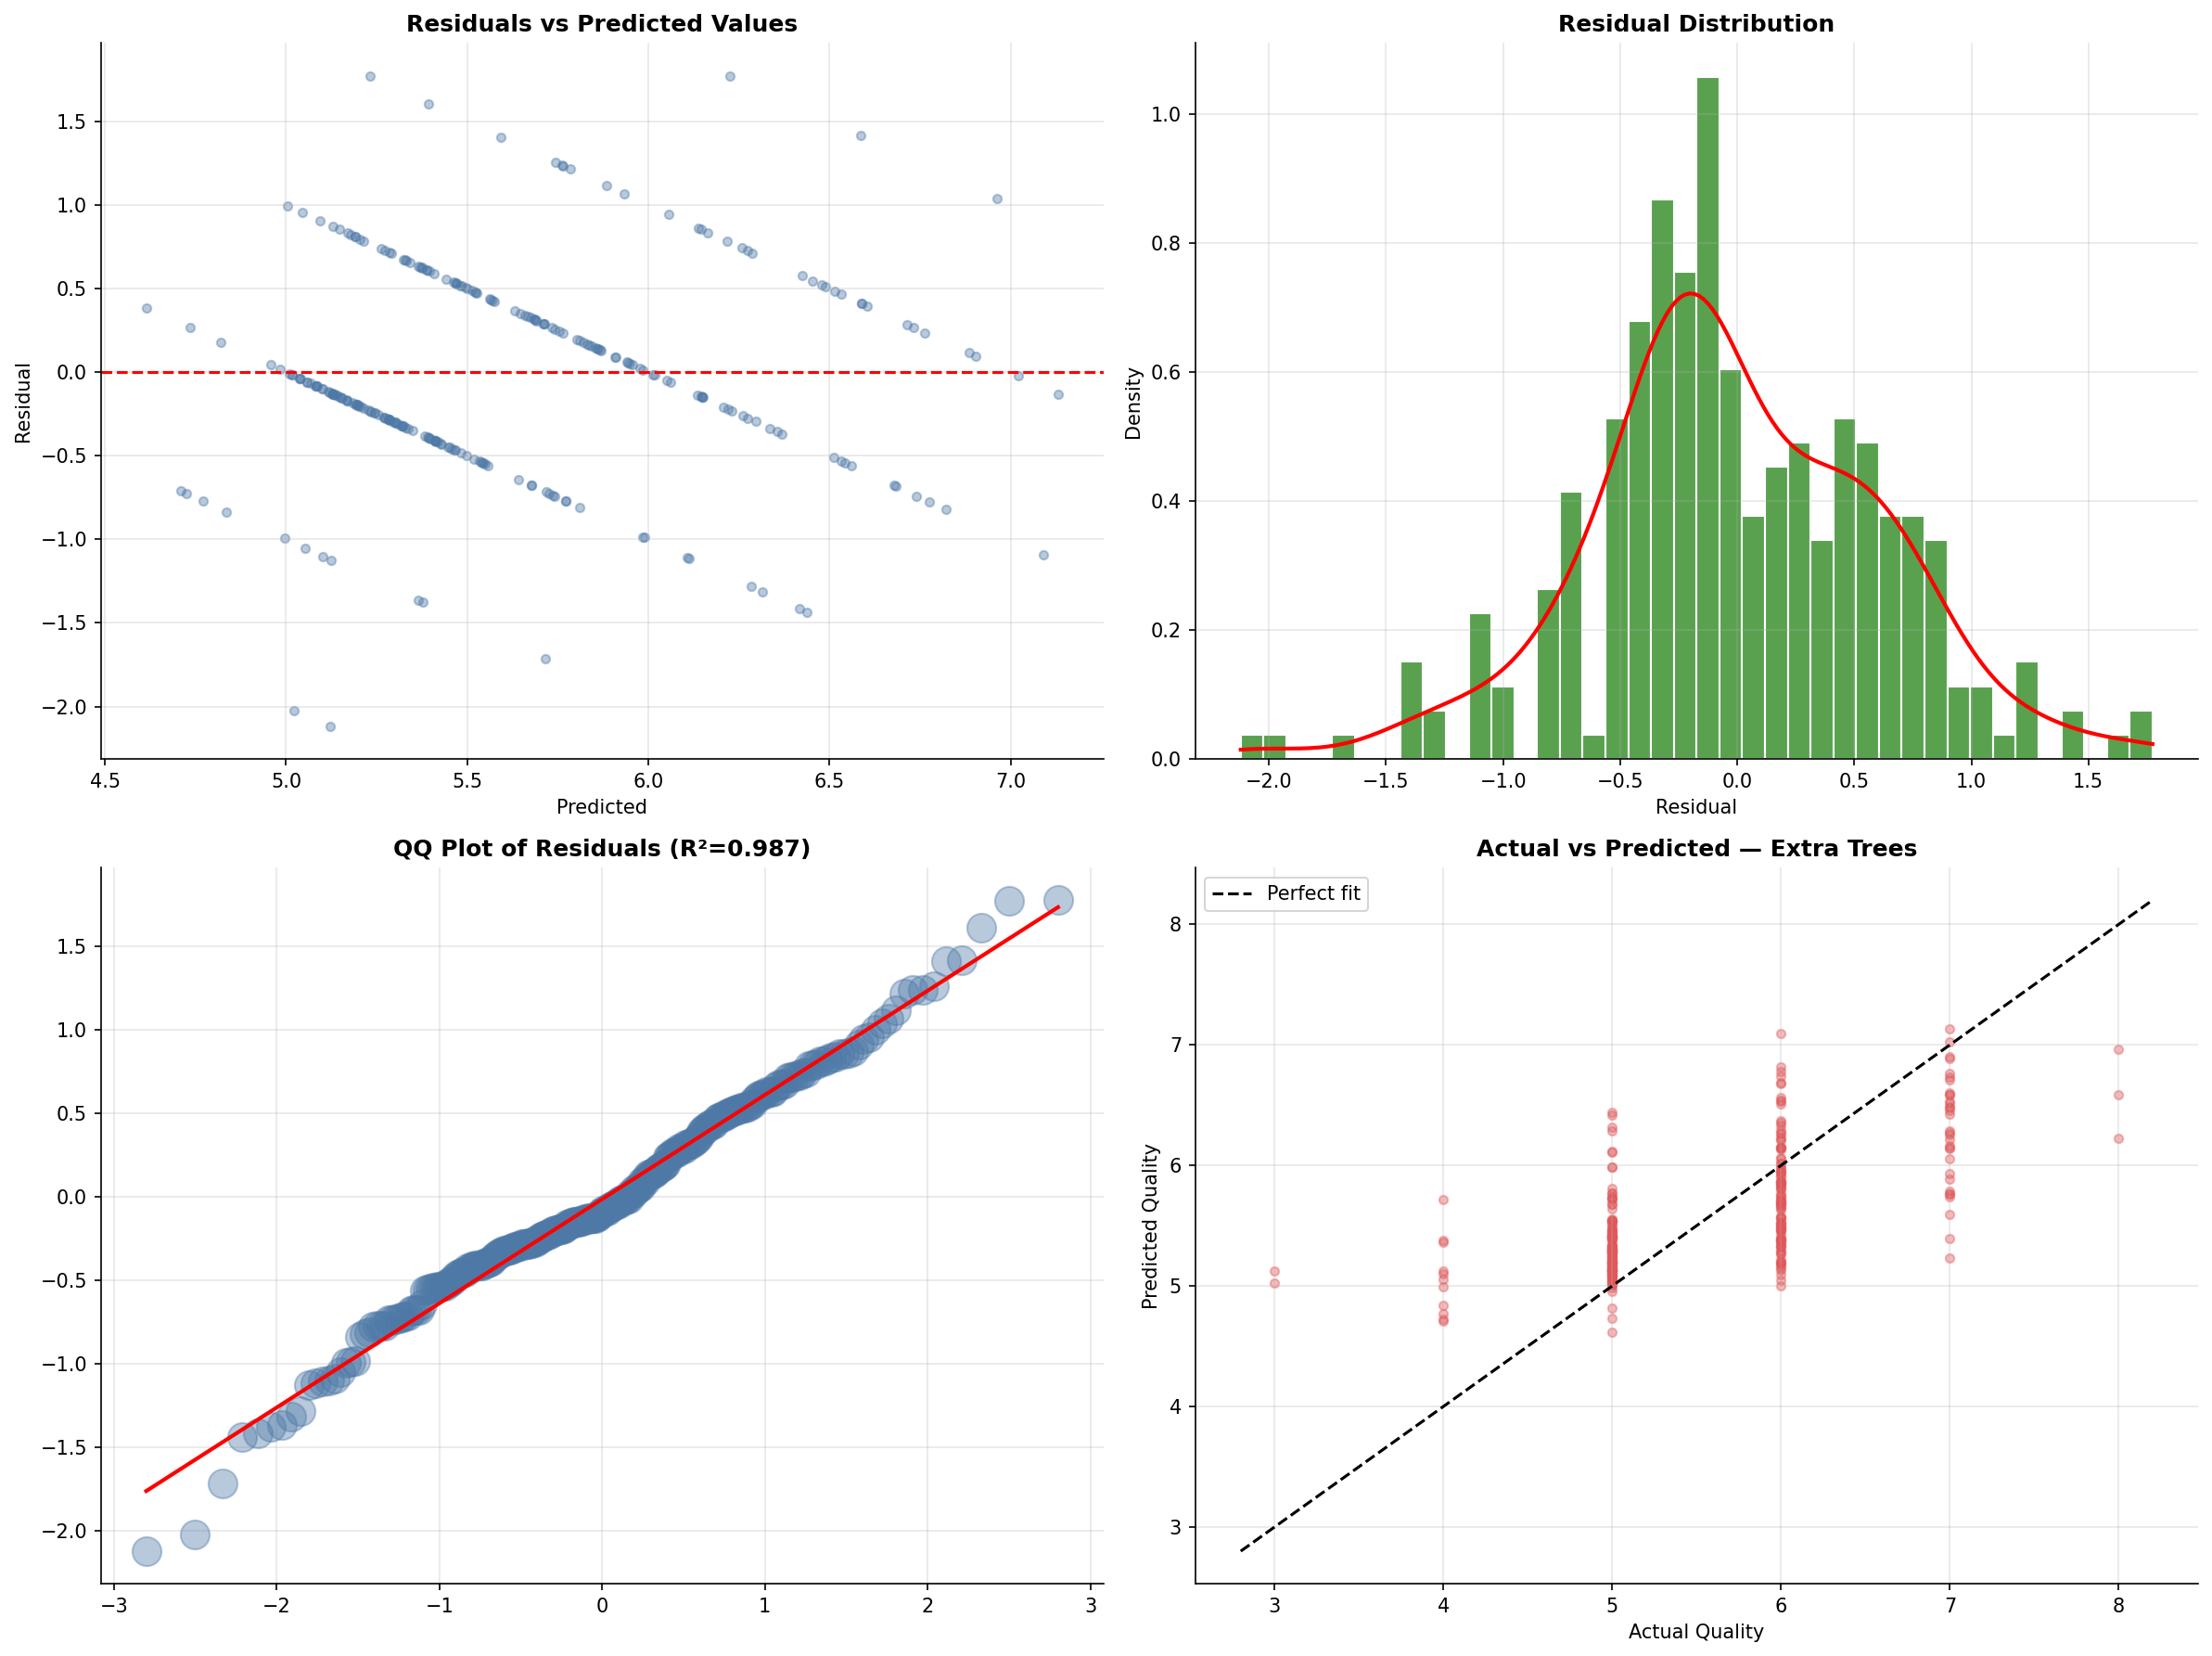 Residuals vs Predicted Values
1.5
1.0
0.5
0.0
−0.5
−1.0
−1.5
−2.0
Residual
4.5 5.0 5.5 6.0 6.5 7.0
Predicted
Residual Distribution
1.0
0.8
0.6
0.4
0.2
0.0
Density
−2.0 −1.5 −1.0 −0.5 0.0 0.5 1.0 1.5
Residual
QQ Plot of Residuals (R²=0.987)
1.5
1.0
0.5
0.0
−0.5
−1.0
−1.5
−2.0
−3 −2 −1 0 1 2 3
Actual vs Predicted — Extra Trees
Perfect fit
8
7
6
5
4
3
Predicted Quality
3 4 5 6 7 8
Actual Quality